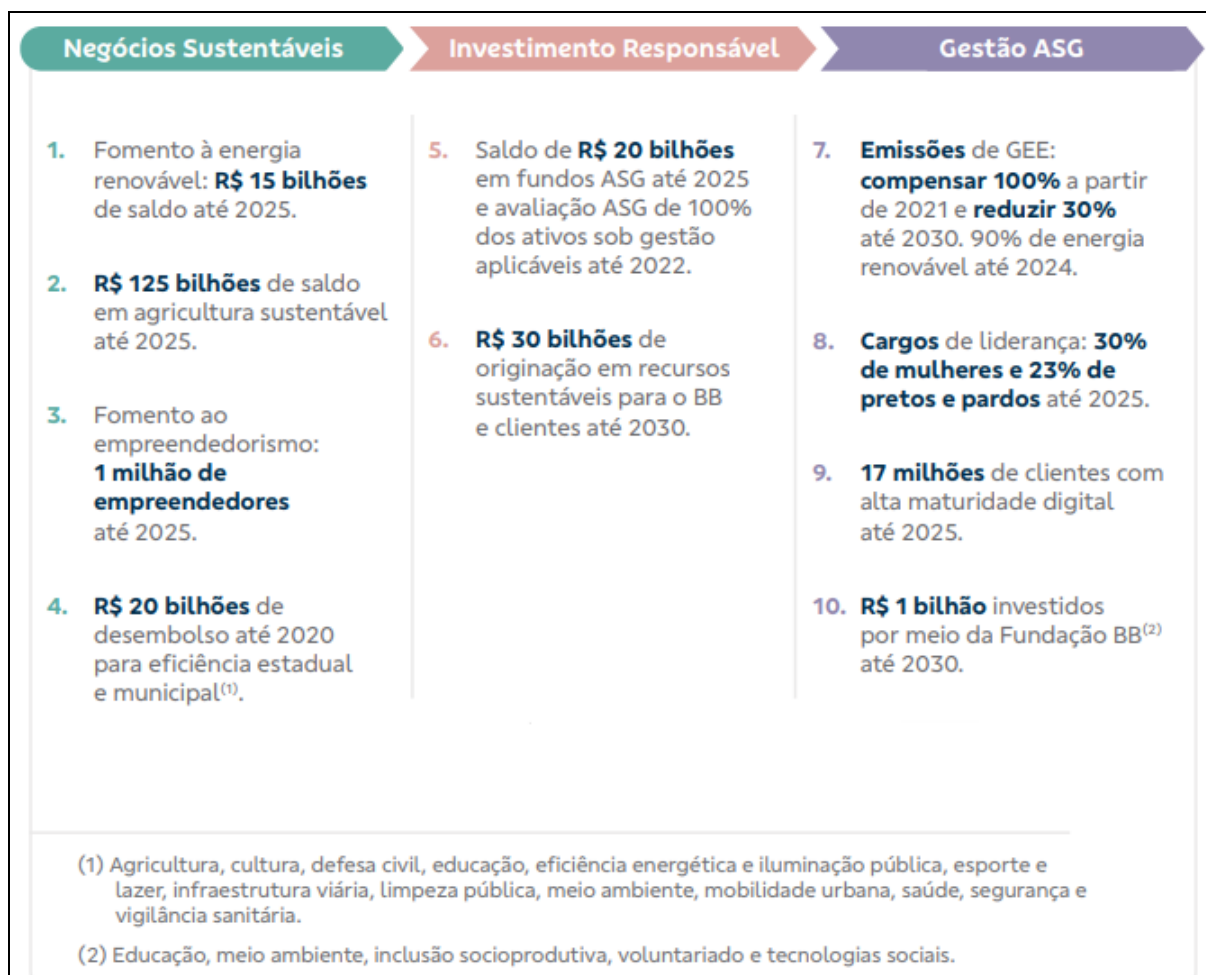 Negócios Sustentáveis
1. Fomento à energia
renovável: R$ 15 bilhões
de saldo até 2025.
2. R$ 125 bilhões de saldo
em agricultura sustentável
até 2025.
3. Fomento ao
empreendedorismo:
1 milhão de
empreendedores
até 2025.
4. R$ 20 bilhões de
desembolso até 2020
para eficiência estadual
e municipal(1).
Investimento Responsável
5. Saldo de R$ 20 bilhões
em fundos ASG até 2025
e avaliação ASG de 100%
dos ativos sob gestão
aplicáveis até 2022.
6. R$ 30 bilhões de
originação em recursos
sustentáveis para o BB
e clientes até 2030.
Gestão ASG
7. Emissões de GEE:
compensar 100% a partir
de 2021 e reduzir 30%
até 2030. 90% de energia
renovável até 2024.
8. Cargos de liderança: 30%
de mulheres e 23% de
pretos e pardos até 2025.
9. 17 milhões de clientes com
alta maturidade digital
até 2025.
10. R$ 1 bilhão investidos
por meio da Fundação BB(2)
até 2030.
(1) Agricultura, cultura, defesa civil, educação, eficiência energética e iluminação pública, esporte e
lazer, infraestrutura viária, limpeza pública, meio ambiente, mobilidade urbana, saúde, segurança e
vigilância sanitária.
(2) Educação, meio ambiente, inclusão socioprodutiva, voluntariado e tecnologias sociais.